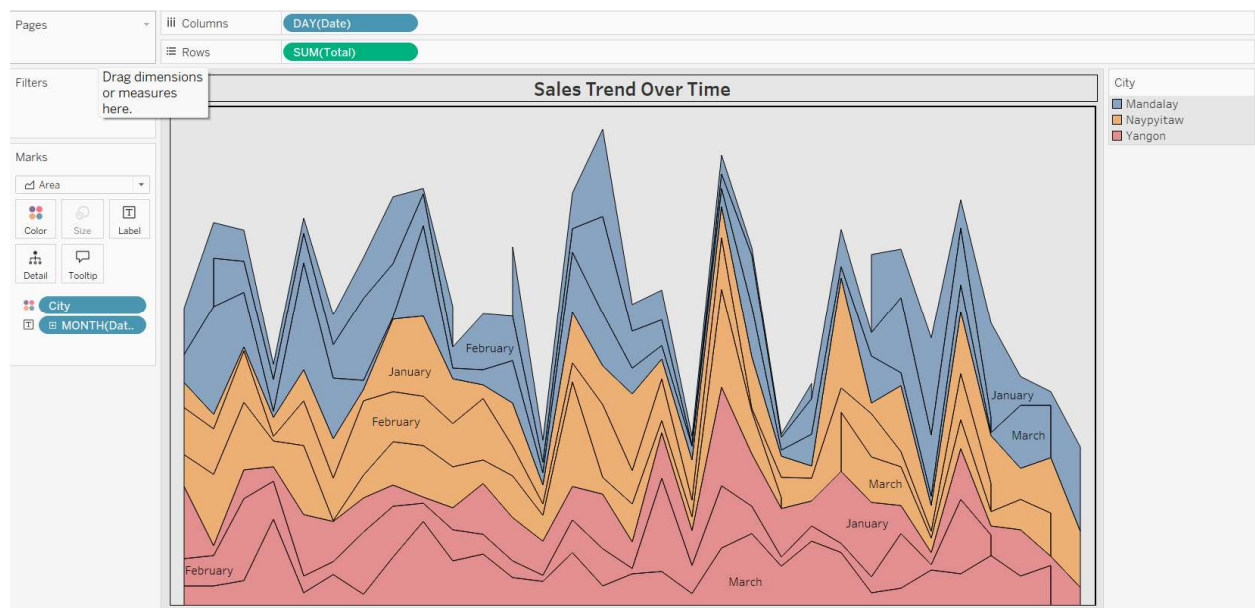 Pages
iii Columns
DAY(Date)
Rows
SUM(Total)
Filters
Drag dimensions
or measures
here.
Marks
Area
Color
Size
Label
Detail
Tooltip
City
MONTH(Dat..
Sales Trend Over Time
February
January
February
January
March
March
January
February
March
City
Mandalay
Naypyitaw
Yangon